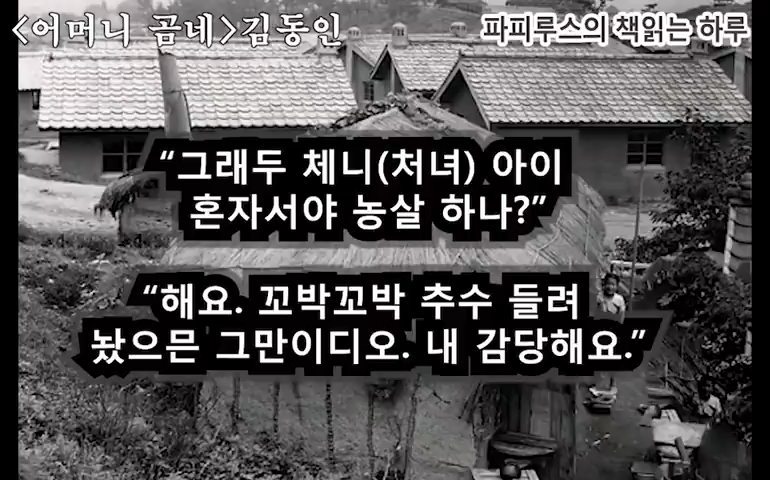 <어머니 곰네>김동인
파피루스의 책읽는 하루
“그래두 체니(처녀) 아이
혼자서야 농살 하나?”
“해요. 꼬박꼬박 추수 들려
놨으믄 그만이디오. 내 감당해요.”